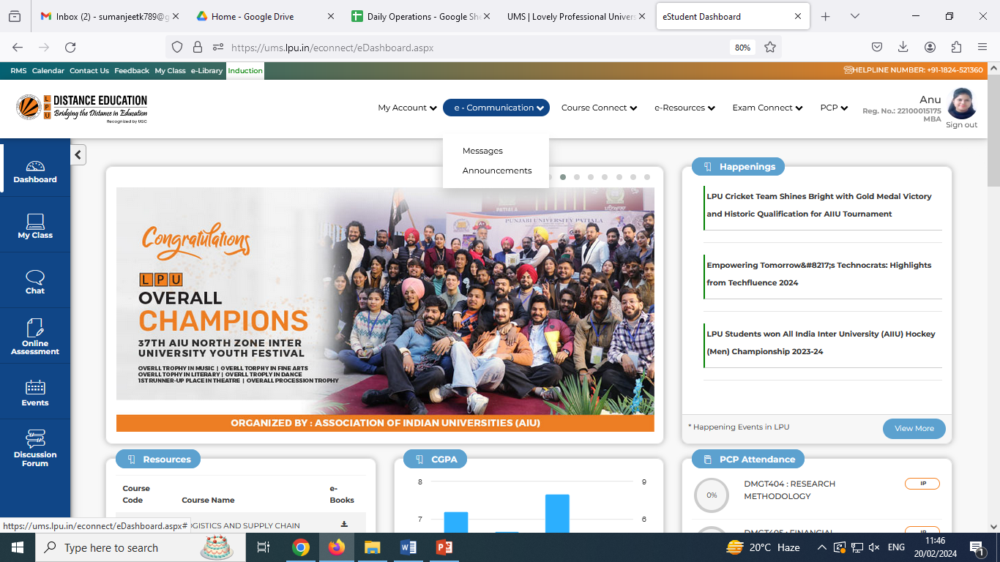 Inbox (2) - sumanjeetk789@g
Home - Google Drive
Daily Operations - Google She
UMS | Lovely Professional Univers
eStudent Dashboard
https://ums.lpu.in/econnect/eDashboard.aspx
80%
RMS Calendar Contact Us Feedback My Class e-Library Induction
HELPLINE NUMBER: +91-1824-521360
LPU
DISTANCE EDUCATION
Bridging the Distance in Education
Recognized by UGC
My Account
e - Communication
Course Connect
e-Resources
Exam Connect
PCP
Anu
Reg. No.: 22100015175
MBA
Sign out
Messages
Announcements
Dashboard
My Class
Chat
Online
Assessment
Events
Discussion
Forum
Congratulations
LPU
OVERALL
CHAMPIONS
37TH AIU NORTH ZONE INTER
UNIVERSITY YOUTH FESTIVAL
OVERLL TROPHY IN MUSIC | OVERLL TORPHY IN FINE ARTS
OVERLL TOPHY IN LITERARY | OVERLL TROPLY IN DANCE
1ST RUNNER-UP PLACE IN THEATRE | OVERALL PROCESSION TROPHY
PUNJABI UNIVERSITY PATIALA
ORGANIZED BY : ASSOCIATION OF INDIAN UNIVERSITIES (AIU)
Happenings
LPU Cricket Team Shines Bright with Gold Medal Victory
and Historic Qualification for AIIU Tournament
Empowering Tomorrow&#8217;s Technocrats: Highlights
from Techfluence 2024
LPU Students won All India Inter University (AIIU) Hockey
(Men) Championship 2023-24
* Happening Events in LPU
View More
Resources
Course
Code
Course Name
e-
Books
OGISTICS AND SUPPLY CHAIN
CGPA
8
9
7
6
PCP Attendance
0%
DMGT404 : RESEARCH
METHODOLOGY
IP
DMGT405 : FINANCIAL
IP
https://ums.lpu.in/econnect/eDashboard.aspx#
Type here to search
20°C Haze
ENG
11:46
20/02/2024
1